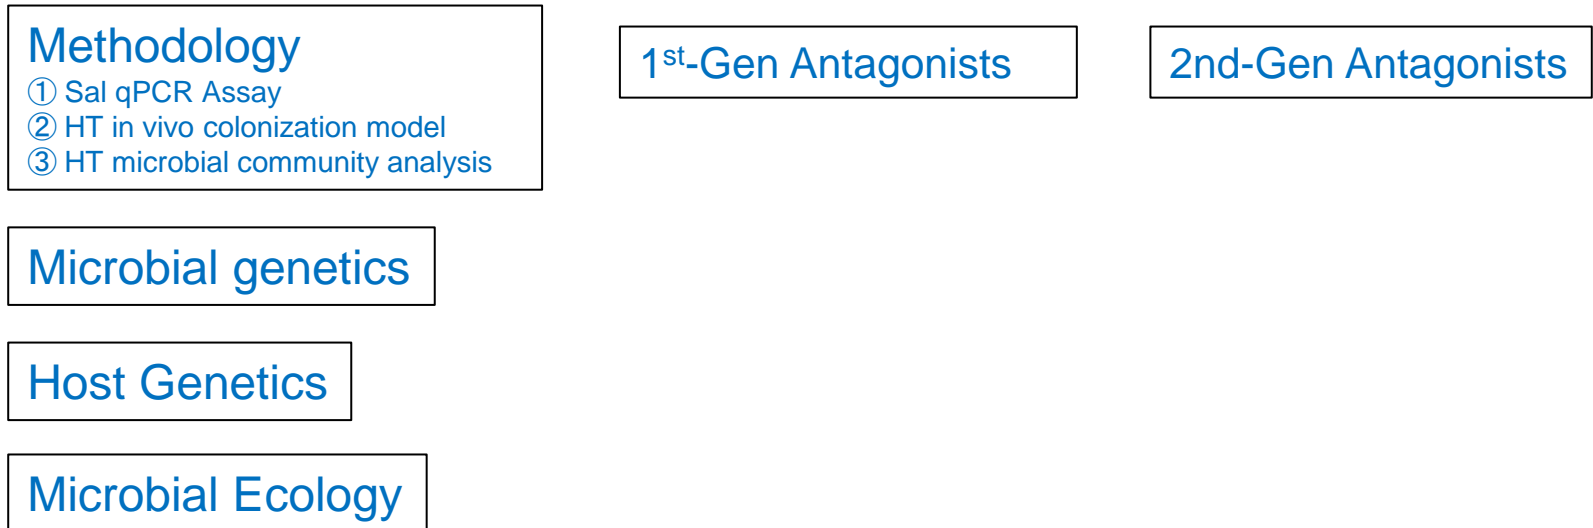 Methodology
① Sal qPCR Assay
② HT in vivo colonization model
③ HT microbial community analysis
1st-Gen Antagonists
2nd-Gen Antagonists
Microbial genetics
Host Genetics
Microbial Ecology